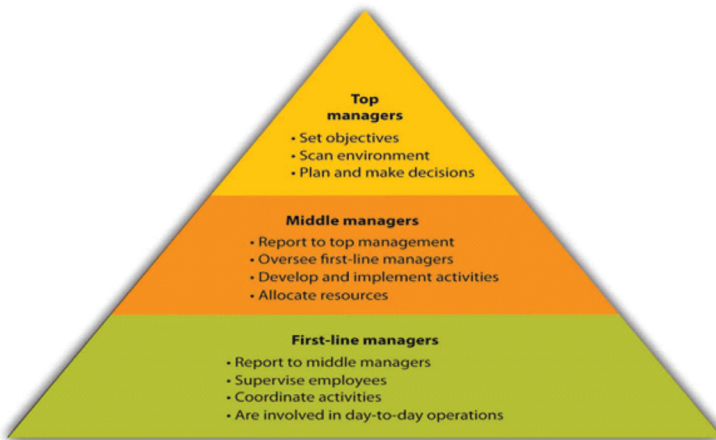 Top
managers
• Set objectives
• Scan environment
• Plan and make decisions
Middle managers
• Report to top management
• Oversee first-line managers
• Develop and implement activities
• Allocate resources
First-line managers
• Report to middle managers
• Supervise employees
• Coordinate activities
• Are involved in day-to-day operations